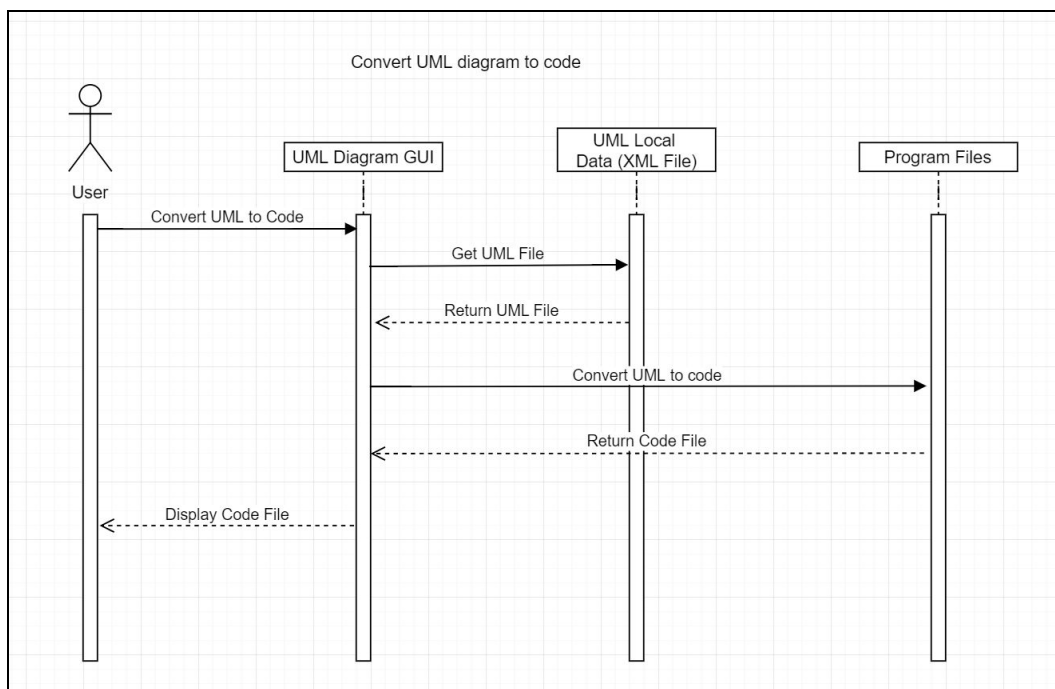 Convert UML diagram to code
User
UML Diagram GUI
UML Local
Data (XML File)
Program Files
Convert UML to Code
Get UML File
Return UML File
Convert UML to code
Return Code File
Display Code File